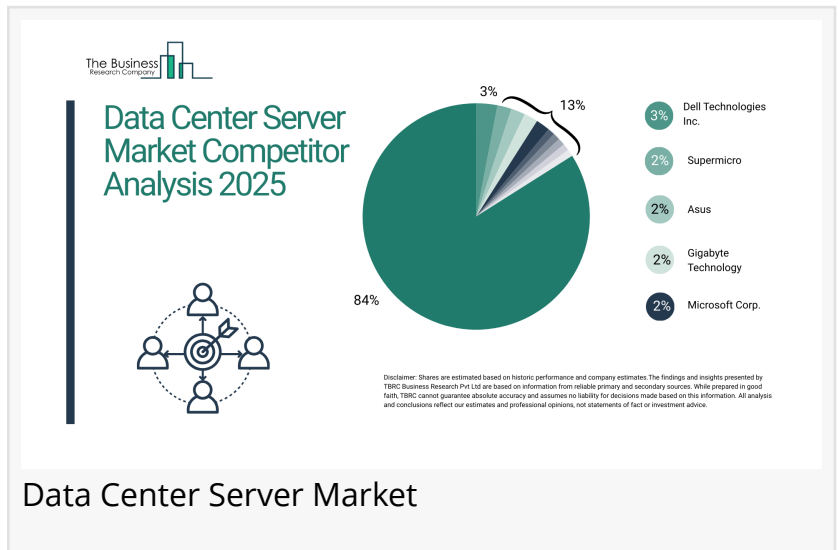 The Business
Research Company
Data Center Server
Market Competitor
Analysis 2025
3%
13%
84%
3% Dell Technologies
Inc.
2% Supermicro
2% Asus
2% Gigabyte
Technology
2% Microsoft Corp.
Disclaimer: Shares are estimated based on historic performance and company estimates.The findings and insights presented by
TBRC Business Research Pvt Ltd are based on information from reliable primary and secondary sources. While prepared in good
faith, TBRC cannot guarantee absolute accuracy and assumes no liability for decisions made based on this information. All analysis
and conclusions reflect our estimates and professional opinions, not statements of fact or investment advice.
Data Center Server Market